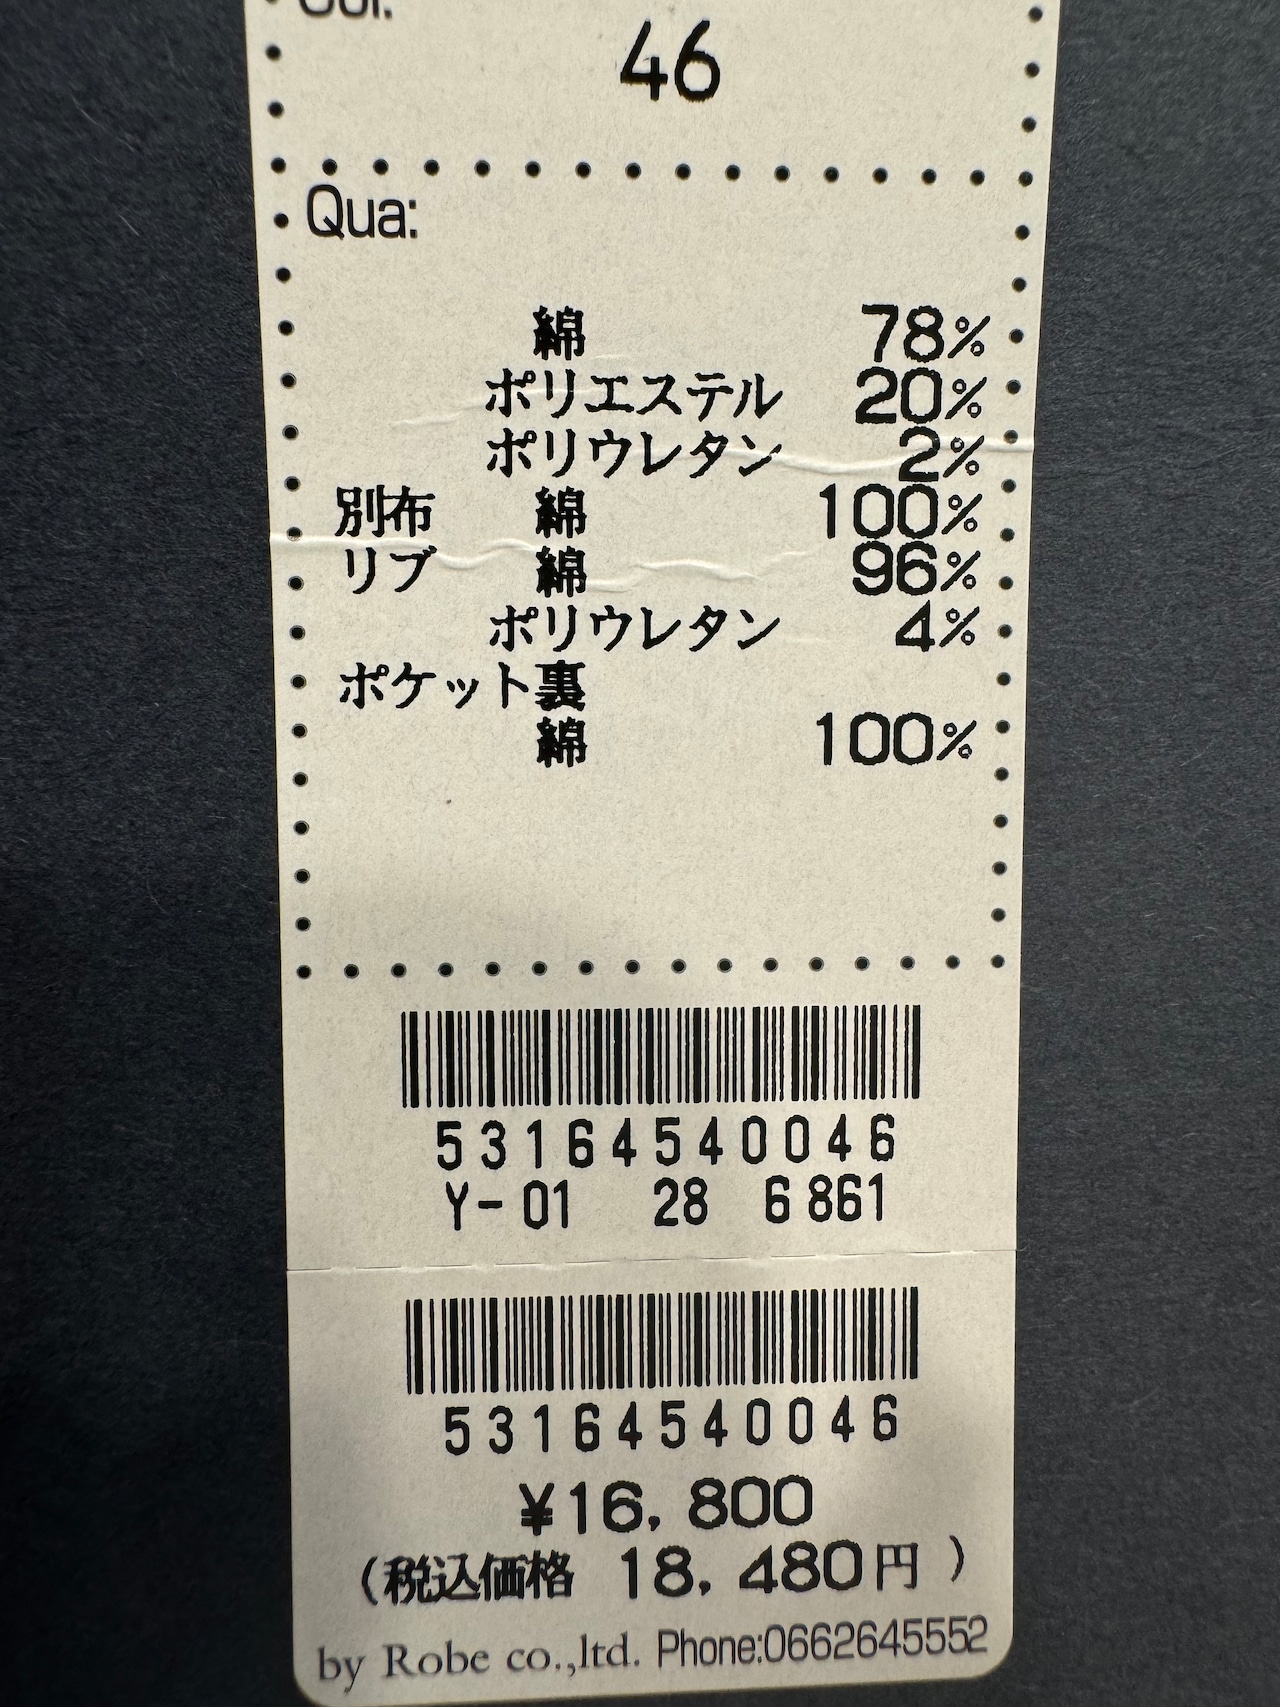 Col:
46
Qua:
綿 78%
ポリエステル 20%
ポリウレタン 2%
別布 綿 100%
リブ 綿 96%
ポリウレタン 4%
ポケット裏
綿 100%
53164540046
Y-01 28 6861
53164540046
¥16,800
(税込価格 18,480円)
by Robe co.,ltd. Phone:0662645552